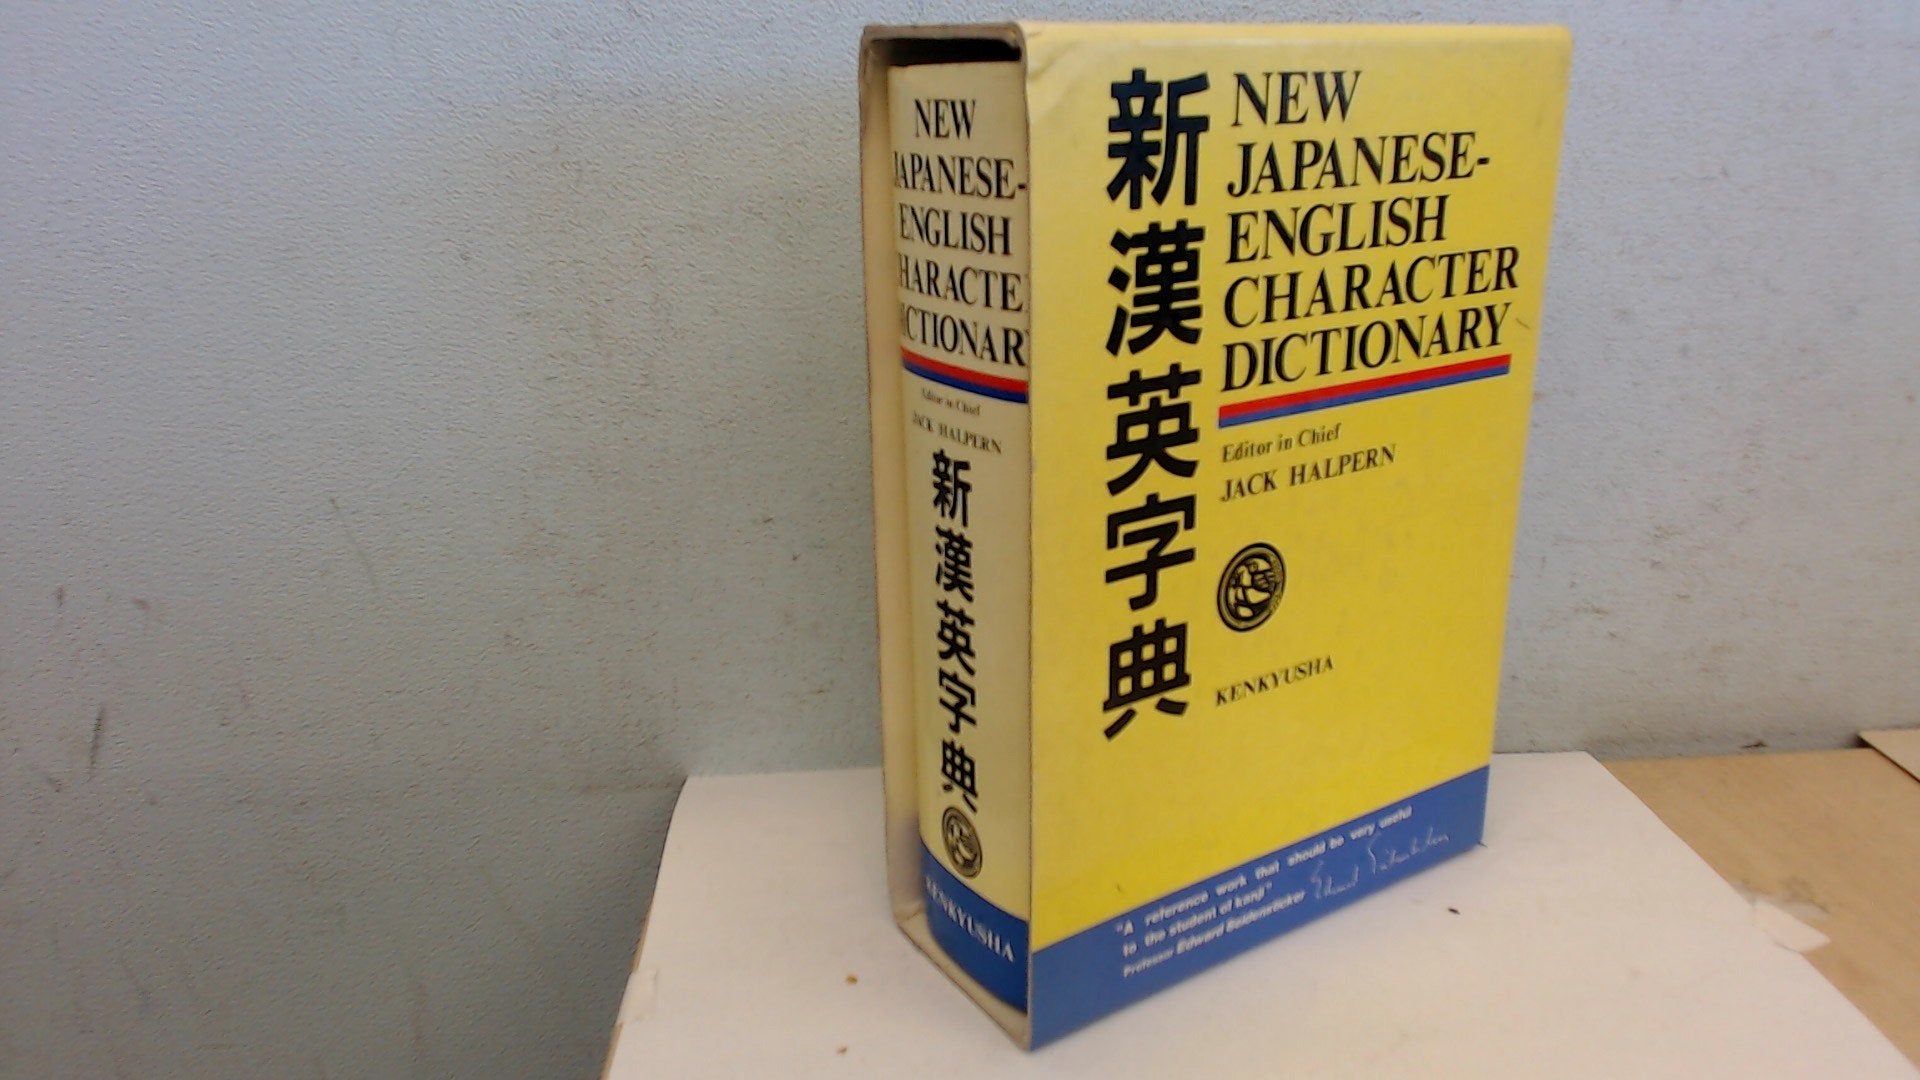 NEW
JAPANESE-
ENGLISH
HARACTE
CTIONAR
Editor in Chief
JACK HALPERN
新漢英字典
KENKYUSHA
新漢英字典
NEW
JAPANESE-
ENGLISH
CHARACTER
DICTIONARY
Editor in Chief
JACK HALPERN
KENKYUSHA
"A reference work that should be very useful
to the student of kanji"
Professor Edward Seidensticker